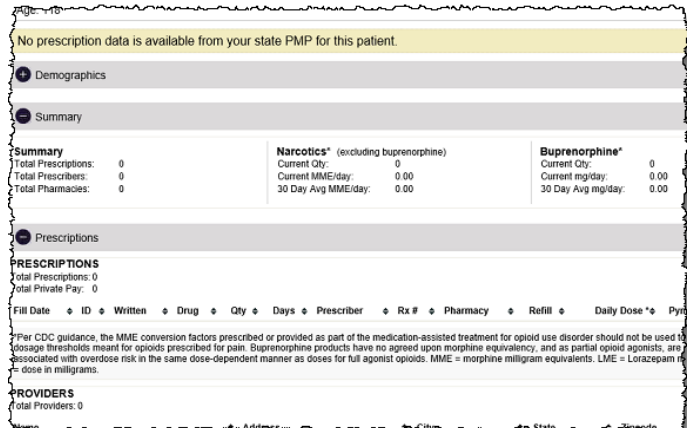 Age: 118
No prescription data is available from your state PMP for this patient.
Demographics
Summary
Summary
Total Prescriptions: 0
Total Prescribers: 0
Total Pharmacies: 0
Narcotics* (excluding buprenorphine)
Current Qty: 0
Current MME/day: 0.00
30 Day Avg MME/day: 0.00
Buprenorphine*
Current Qty: 0
Current mg/day: 0.00
30 Day Avg mg/day: 0.00
Prescriptions
PRESCRIPTIONS
Total Prescriptions: 0
Total Private Pay: 0
Fill Date ID Written Drug Qty Days Prescriber Rx # Pharmacy Refill Daily Dose * Pym
*Per CDC guidance, the MME conversion factors prescribed or provided as part of the medication-assisted treatment for opioid use disorder should not be used to
dosage thresholds meant for opioids prescribed for pain. Buprenorphine products have no agreed upon morphine equivalency, and as partial opioid agonists, are
associated with overdose risk in the same dose-dependent manner as doses for full agonist opioids. MME = morphine milligram equivalents. LME = Lorazepam m
= dose in milligrams.
PROVIDERS
Total Providers: 0
Name Address City State Zipcode